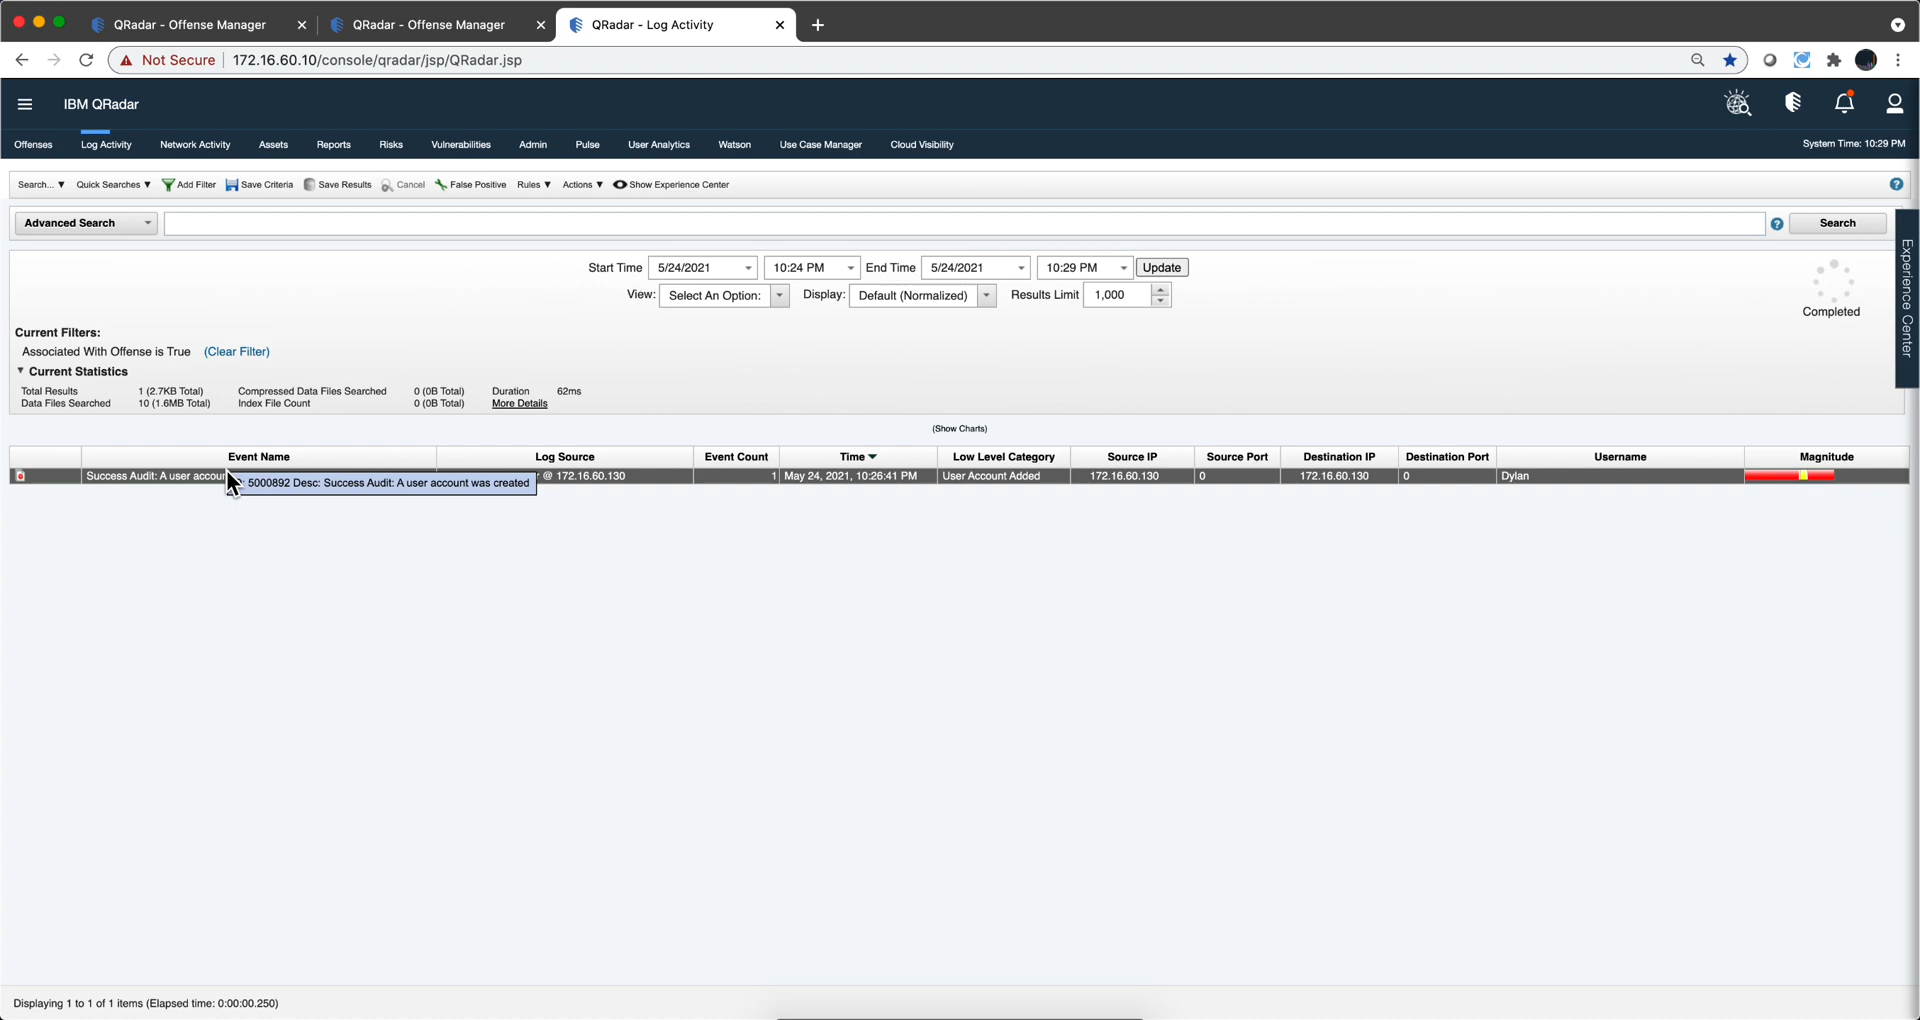 QRadar - Offense Manager
QRadar - Offense Manager
QRadar - Log Activity
Not Secure
172.16.60.10/console/qradar/jsp/QRadar.jsp
IBM QRadar
Offenses Log Activity Network Activity Assets Reports Risks Vulnerabilities Admin Pulse User Analytics Watson Use Case Manager Cloud Visibility System Time: 10:29 PM
Search... Quick Searches Add Filter Save Criteria Save Results Cancel False Positive Rules Actions Show Experience Center
Advanced Search Search
Experience Center
Start Time 5/24/2021 10:24 PM End Time 5/24/2021 10:29 PM Update
View: Select An Option: Display: Default (Normalized) Results Limit 1,000
Completed
Current Filters:
Associated With Offense is True (Clear Filter)
Current Statistics
Total Results 1 (2.7KB Total) Compressed Data Files Searched 0 (0B Total) Duration 62ms
Data Files Searched 10 (1.6MB Total) Index File Count 0 (0B Total) More Details
(Show Charts)
Event Name Log Source Event Count Time Low Level Category Source IP Source Port Destination IP Destination Port Username Magnitude
Success Audit: A user @ 172.16.60.130 1 May 24, 2021, 10:26:41 PM User Account Added 172.16.60.130 0 172.16.60.130 0 Dylan
5000892 Desc: Success Audit: A user account was created
Displaying 1 to 1 of 1 items (Elapsed time: 0:00:00.250)